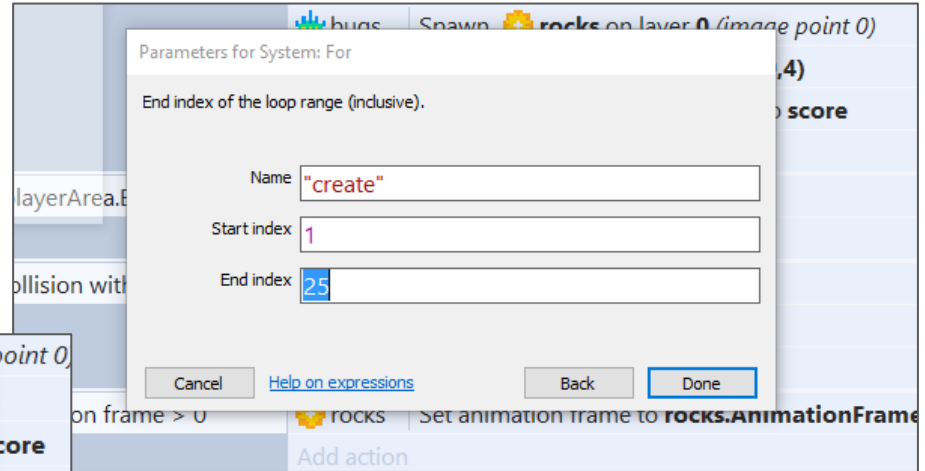 bugs Spawn rocks on layer 0 (image point 0)
Parameters for System: For
,4)
End index of the loop range (inclusive).
score
Name "create"
layerArea.E
Start index 1
ollision with
End index 25
point 0)
Cancel Help on expressions Back Done
on frame > 0 rocks Set animation frame to rocks.AnimationFrame
core
Add action